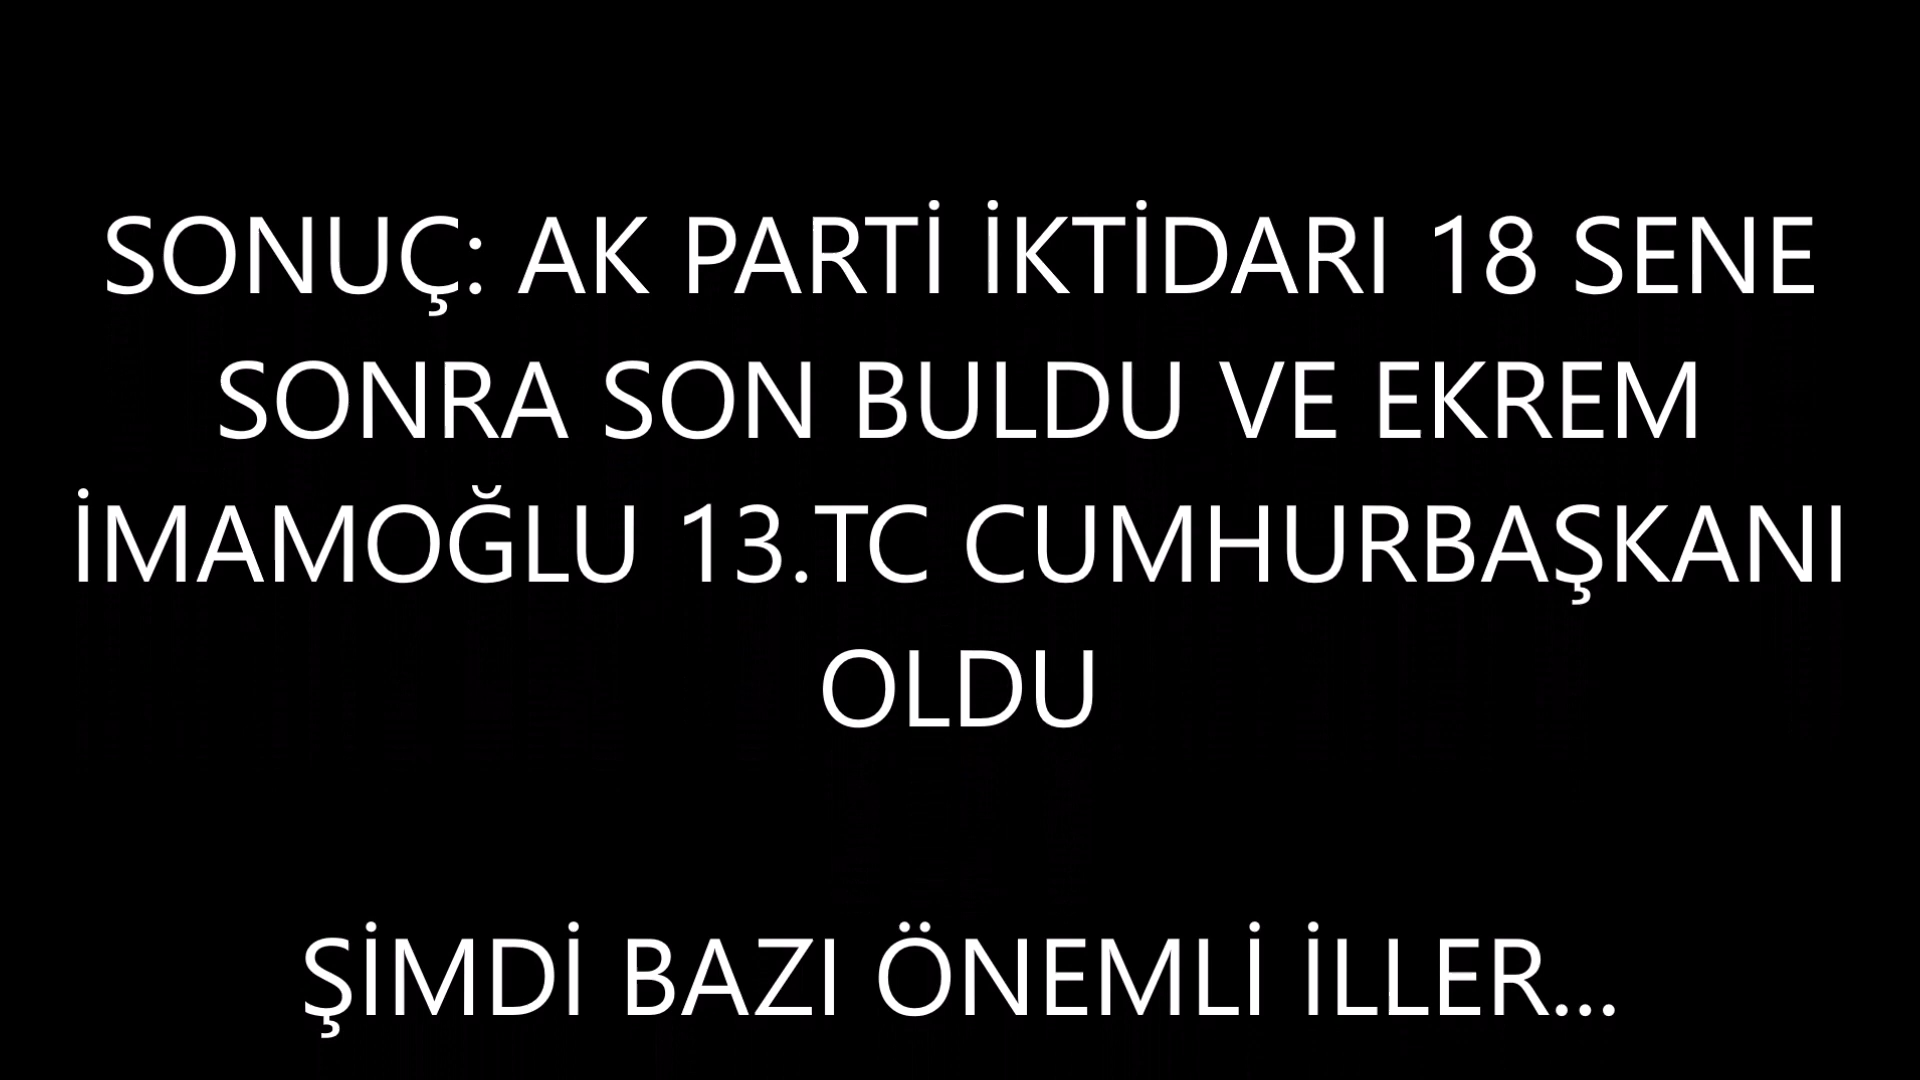 SONUÇ: AK PARTİ İKTİDARI 18 SENE
SONRA SON BULDU VE EKREM
İMAMOĞLU 13.TC CUMHURBAŞKANI
OLDU
ŞİMDİ BAZI ÖNEMLİ İLLER...